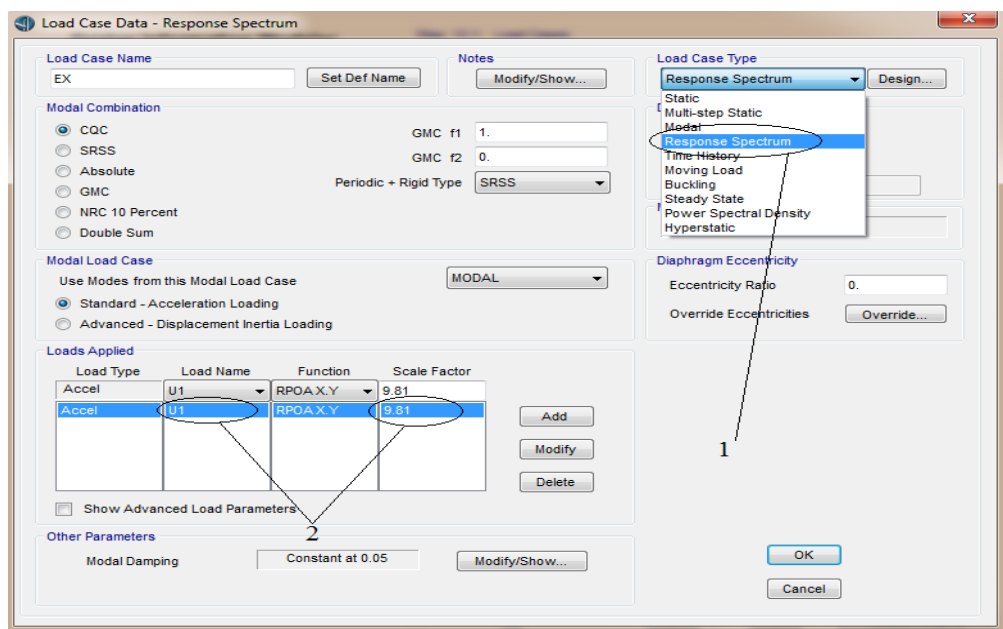 Load Case Data - Response Spectrum
Load Case Name
EX
Set Def Name
Notes
Modify/Show...
Load Case Type
Response Spectrum
Design...
Static
Multi-step Static
Modal
Response Spectrum
Time History
Moving Load
Buckling
Steady State
Power Spectral Density
Hyperstatic
1
Modal Combination
CQC
SRSS
Absolute
GMC
NRC 10 Percent
Double Sum
GMC f1 1.
GMC f2 0.
Periodic + Rigid Type SRSS
Modal Load Case
Use Modes from this Modal Load Case MODAL
Standard - Acceleration Loading
Advanced - Displacement Inertia Loading
Diaphragm Eccentricity
Eccentricity Ratio 0.
Override Eccentricities Override...
Loads Applied
Load Type Load Name Function Scale Factor
Accel U1 RPOAX.Y 9.81
Accel U1 RPOAX.Y 9.81
Add
Modify
Delete
Show Advanced Load Parameters
2
Other Parameters
Modal Damping Constant at 0.05 Modify/Show...
OK
Cancel